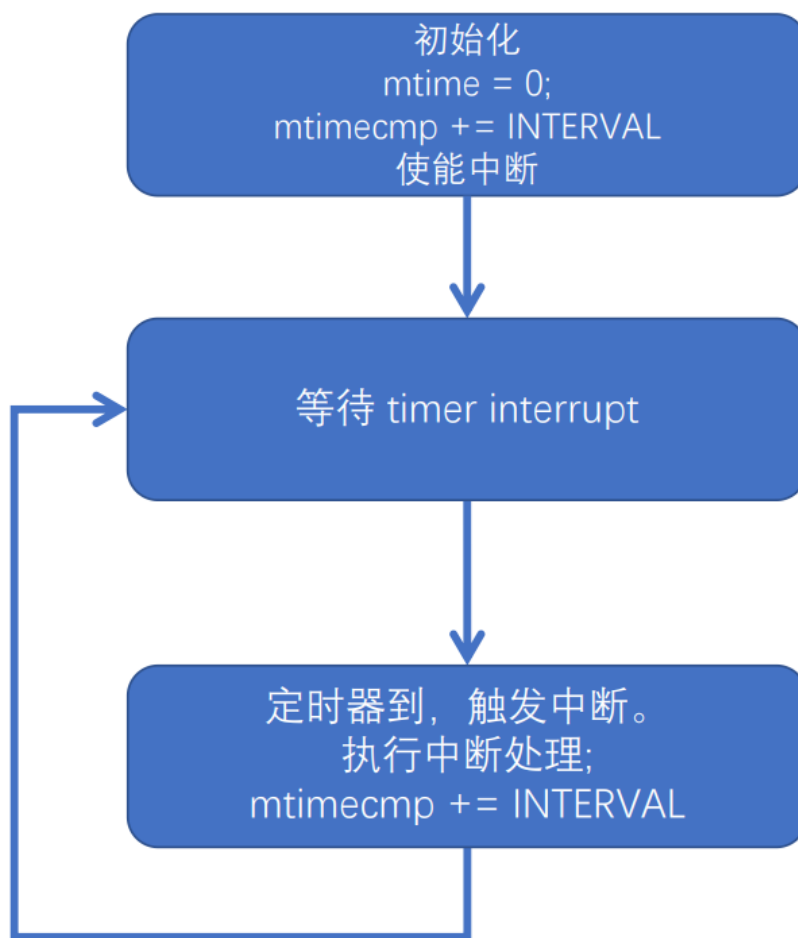 初始化
mtime = 0;
mtimecmp += INTERVAL
使能中断
等待 timer interrupt
定时器到，触发中断。
执行中断处理;
mtimecmp += INTERVAL